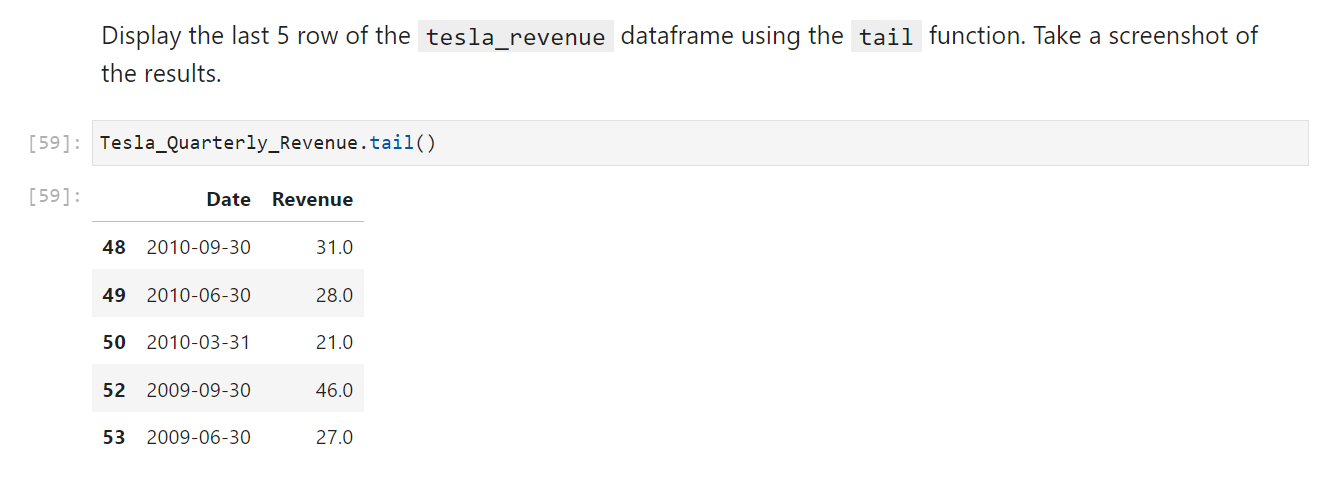 Display the last 5 row of the tesla_revenue dataframe using the tail function. Take a screenshot of
the results.
[59]: Tesla_Quarterly_Revenue.tail()
[59]: Date Revenue
48 2010-09-30 31.0
49 2010-06-30 28.0
50 2010-03-31 21.0
52 2009-09-30 46.0
53 2009-06-30 27.0